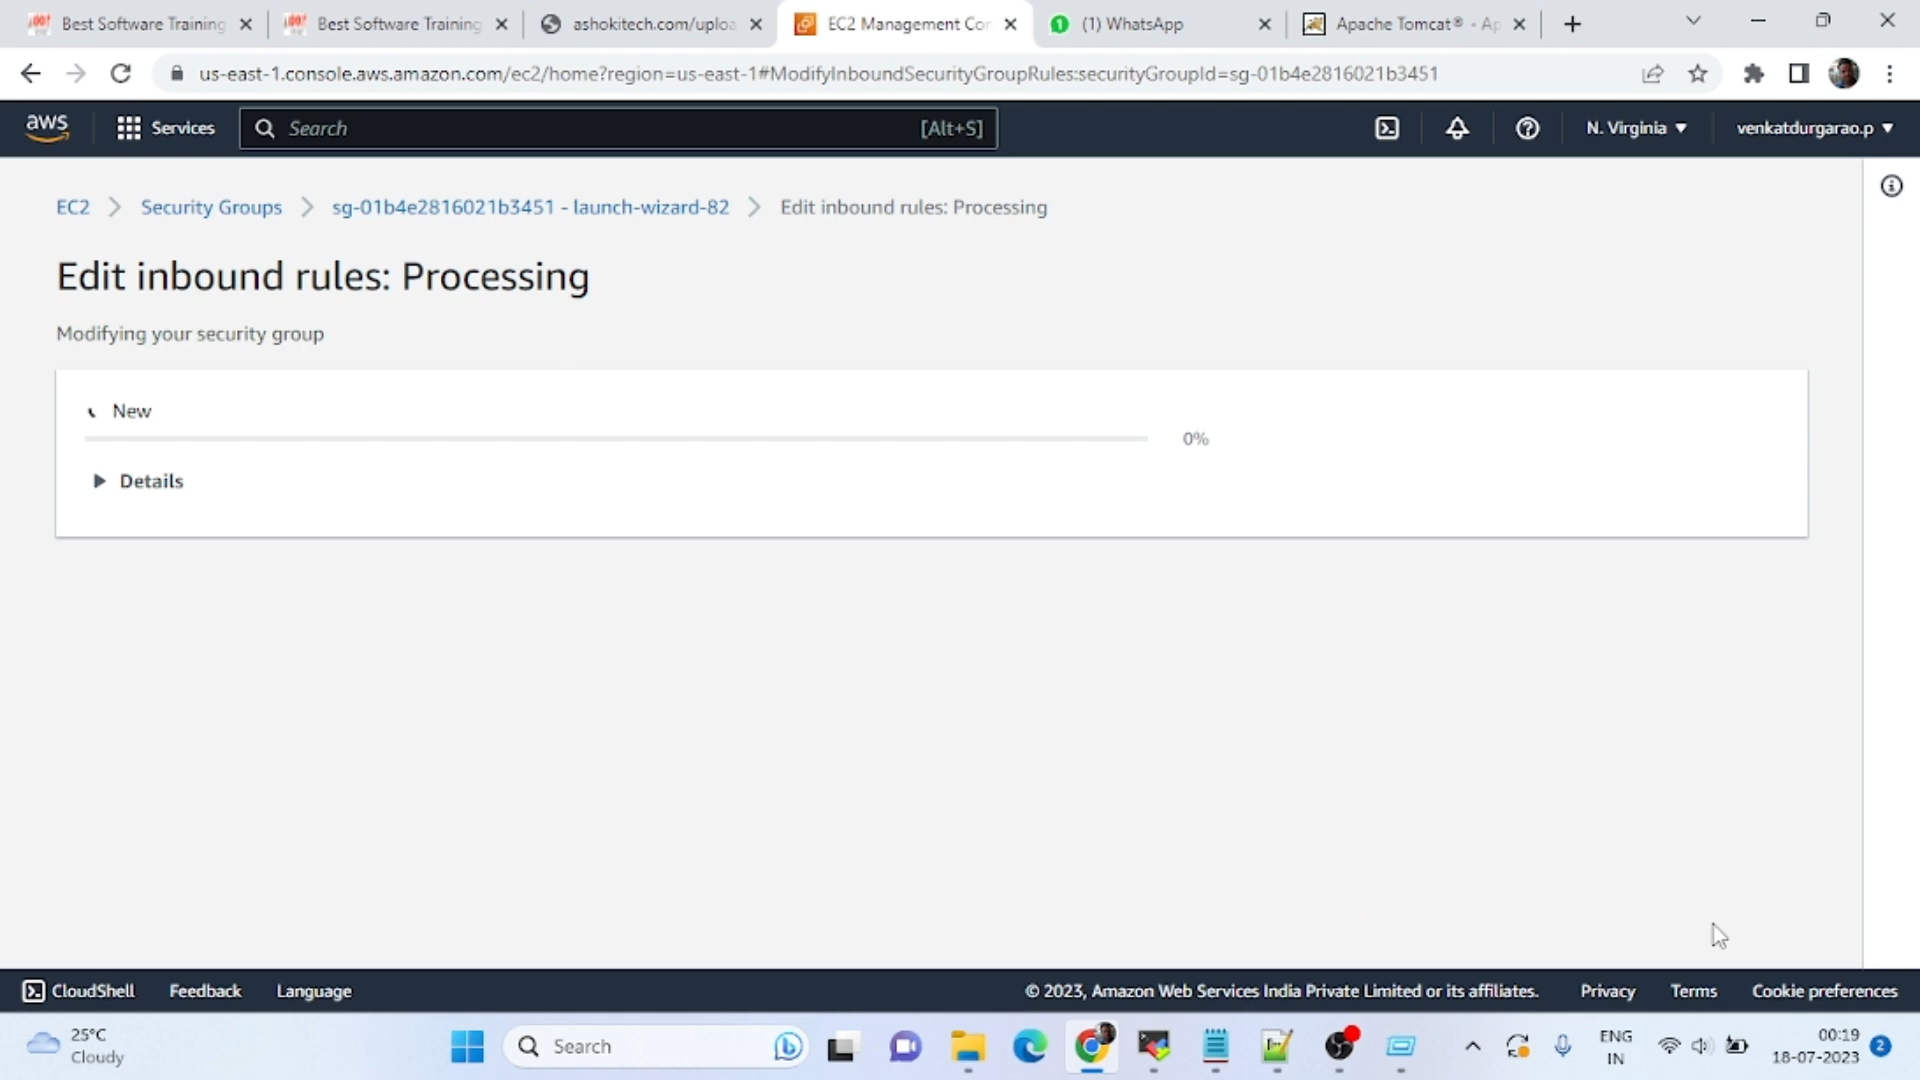 Best Software Training
Best Software Training
ashokitech.com/uploa
EC2 Management Con
(1) WhatsApp
Apache Tomcat® - Ap
us-east-1.console.aws.amazon.com/ec2/home?region=us-east-1#ModifyInboundSecurityGroupRules:securityGroupId=sg-01b4e2816021b3451
aws
Services
Search
[Alt+S]
N. Virginia
venkatdurgarao.p
EC2
Security Groups
sg-01b4e2816021b3451 - launch-wizard-82
Edit inbound rules: Processing
Edit inbound rules: Processing
Modifying your security group
New
0%
Details
CloudShell
Feedback
Language
© 2023, Amazon Web Services India Private Limited or its affiliates.
Privacy
Terms
Cookie preferences
25°C
Cloudy
Search
ENG
IN
00:19
18-07-2023
2